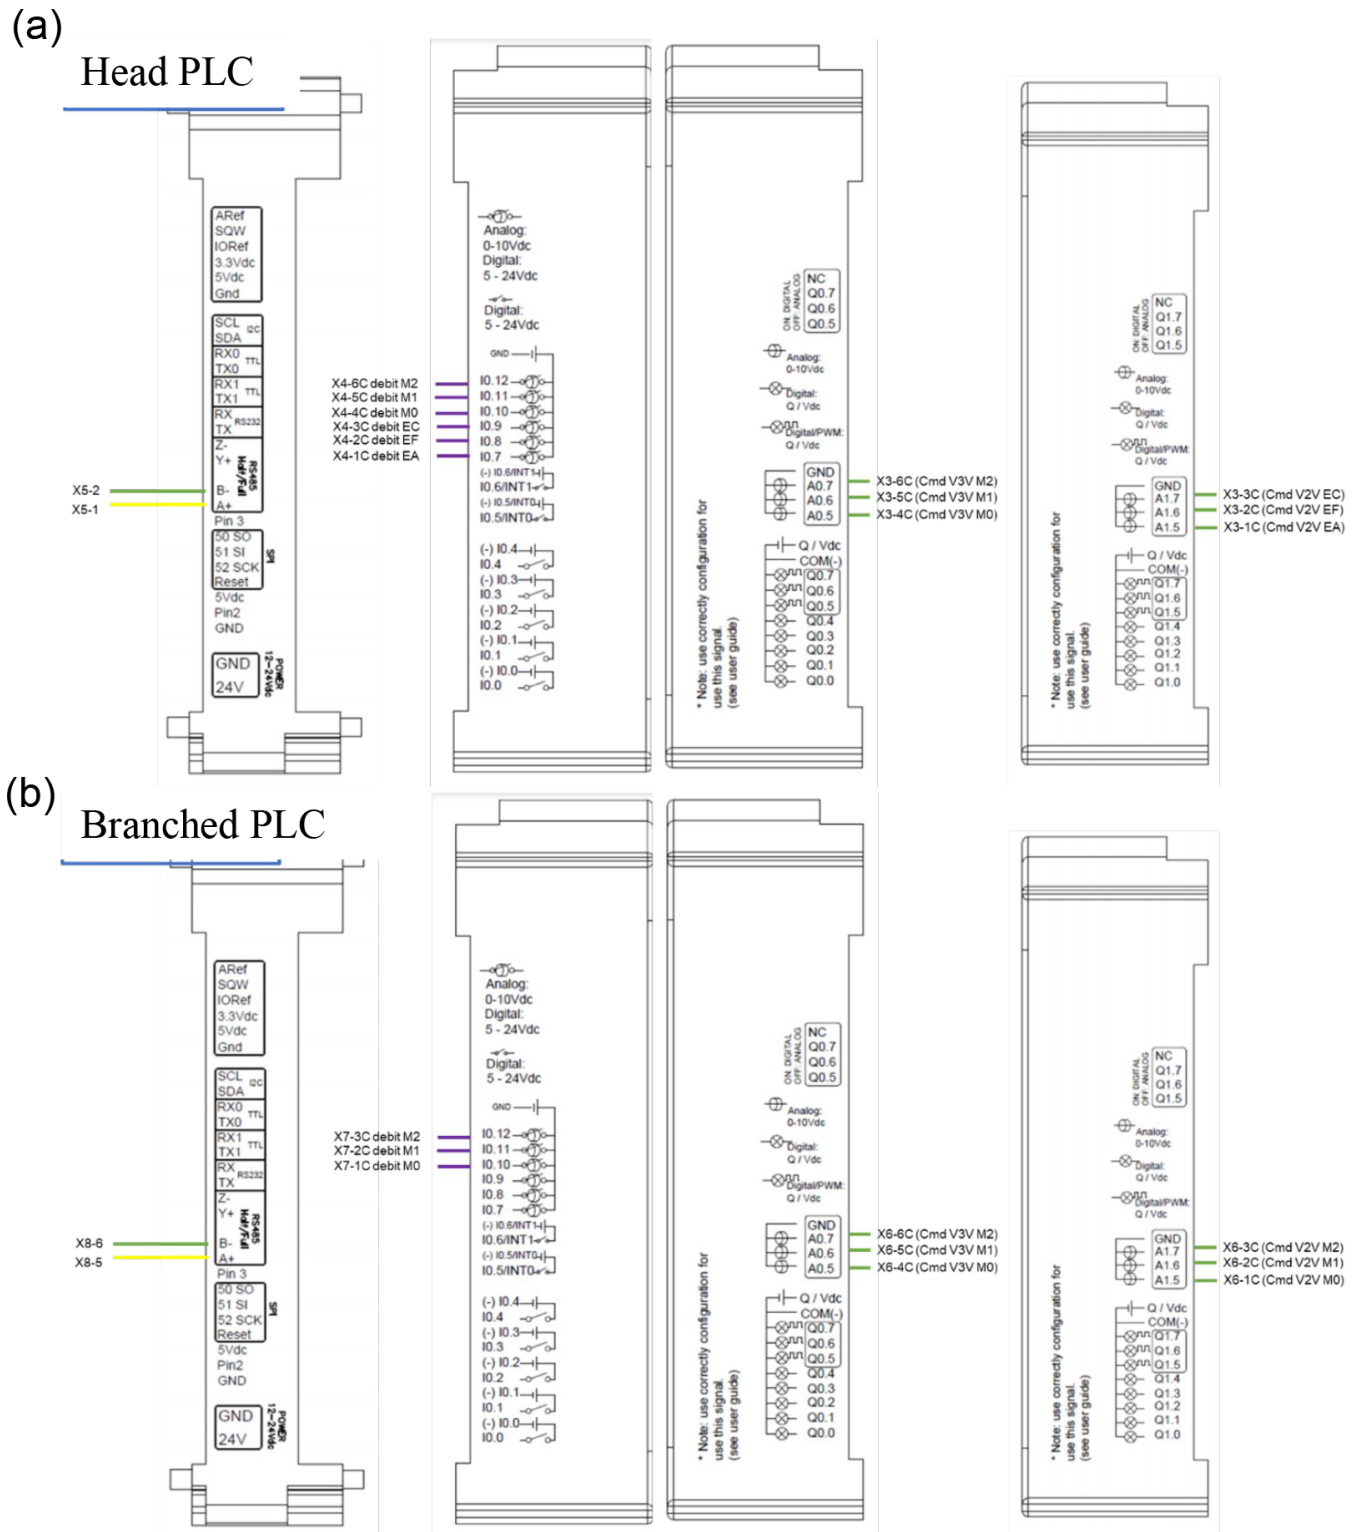 (a)
Head PLC
ARef
SQW
IORef
3.3Vdc
5Vdc
Gnd
SCL I2C
SDA
RX0 TTL
TX0
RX1 TTL
TX1
RX RS232
TX
Z-
Y+
RS485
Half/Full
X5-2 B-
X5-1 A+
Pin 3
50 SO
51 SI
52 SCK
Reset
SPI
5Vdc
Pin2
GND
GND
24V
POWER
12-24Vdc
Analog:
0-10Vdc
Digital:
5 - 24Vdc
Digital:
5 - 24Vdc
GND
X4-6C debit M2 I0.12
X4-5C debit M1 I0.11
X4-4C debit M0 I0.10
X4-3C debit EC I0.9
X4-2C debit EF I0.8
X4-1C debit EA I0.7
(-) I0.6/INT1
I0.6/INT1
(-) I0.5/INT0
I0.5/INT0
(-) I0.4
I0.4
(-) I0.3
I0.3
(-) I0.2
I0.2
(-) I0.1
I0.1
(-) I0.0
I0.0
ON: DIGITAL
OFF: ANALOG
NC
Q0.7
Q0.6
Q0.5
Analog:
0-10Vdc
Digital:
Q / Vdc
Digital/PWM:
Q / Vdc
GND
A0.7 X3-6C (Cmd V3V M2)
A0.6 X3-5C (Cmd V3V M1)
A0.5 X3-4C (Cmd V3V M0)
Q / Vdc
COM(-)
Q0.7
Q0.6
Q0.5
Q0.4
Q0.3
Q0.2
Q0.1
Q0.0
* Note: use correctly configuration for
use this signal.
(see user guide)
ON: DIGITAL
OFF: ANALOG
NC
Q1.7
Q1.6
Q1.5
Analog:
0-10Vdc
Digital:
Q / Vdc
Digital/PWM:
Q / Vdc
GND
A1.7 X3-3C (Cmd V2V EC)
A1.6 X3-2C (Cmd V2V EF)
A1.5 X3-1C (Cmd V2V EA)
Q / Vdc
COM(-)
Q1.7
Q1.6
Q1.5
Q1.4
Q1.3
Q1.2
Q1.1
Q1.0
* Note: use correctly configuration for
use this signal.
(see user guide)
(b)
Branched PLC
ARef
SQW
IORef
3.3Vdc
5Vdc
Gnd
SCL I2C
SDA
RX0 TTL
TX0
RX1 TTL
TX1
RX RS232
TX
Z-
Y+
RS485
Half/Full
X8-6 B-
X8-5 A+
Pin 3
50 SO
51 SI
52 SCK
Reset
SPI
5Vdc
Pin2
GND
GND
24V
POWER
12-24Vdc
Analog:
0-10Vdc
Digital:
5 - 24Vdc
Digital:
5 - 24Vdc
GND
X7-3C debit M2 I0.12
X7-2C debit M1 I0.11
X7-1C debit M0 I0.10
I0.9
I0.8
I0.7
(-) I0.6/INT1
I0.6/INT1
(-) I0.5/INT0
I0.5/INT0
(-) I0.4
I0.4
(-) I0.3
I0.3
(-) I0.2
I0.2
(-) I0.1
I0.1
(-) I0.0
I0.0
ON: DIGITAL
OFF: ANALOG
NC
Q0.7
Q0.6
Q0.5
Analog:
0-10Vdc
Digital:
Q / Vdc
Digital/PWM:
Q / Vdc
GND
A0.7 X6-6C (Cmd V3V M2)
A0.6 X6-5C (Cmd V3V M1)
A0.5 X6-4C (Cmd V3V M0)
Q / Vdc
COM(-)
Q0.7
Q0.6
Q0.5
Q0.4
Q0.3
Q0.2
Q0.1
Q0.0
* Note: use correctly configuration for
use this signal.
(see user guide)
ON: DIGITAL
OFF: ANALOG
NC
Q1.7
Q1.6
Q1.5
Analog:
0-10Vdc
Digital:
Q / Vdc
Digital/PWM:
Q / Vdc
GND
A1.7 X6-3C (Cmd V2V M2)
A1.6 X6-2C (Cmd V2V M1)
A1.5 X6-1C (Cmd V2V M0)
Q / Vdc
COM(-)
Q1.7
Q1.6
Q1.5
Q1.4
Q1.3
Q1.2
Q1.1
Q1.0
* Note: use correctly configuration for
use this signal.
(see user guide)